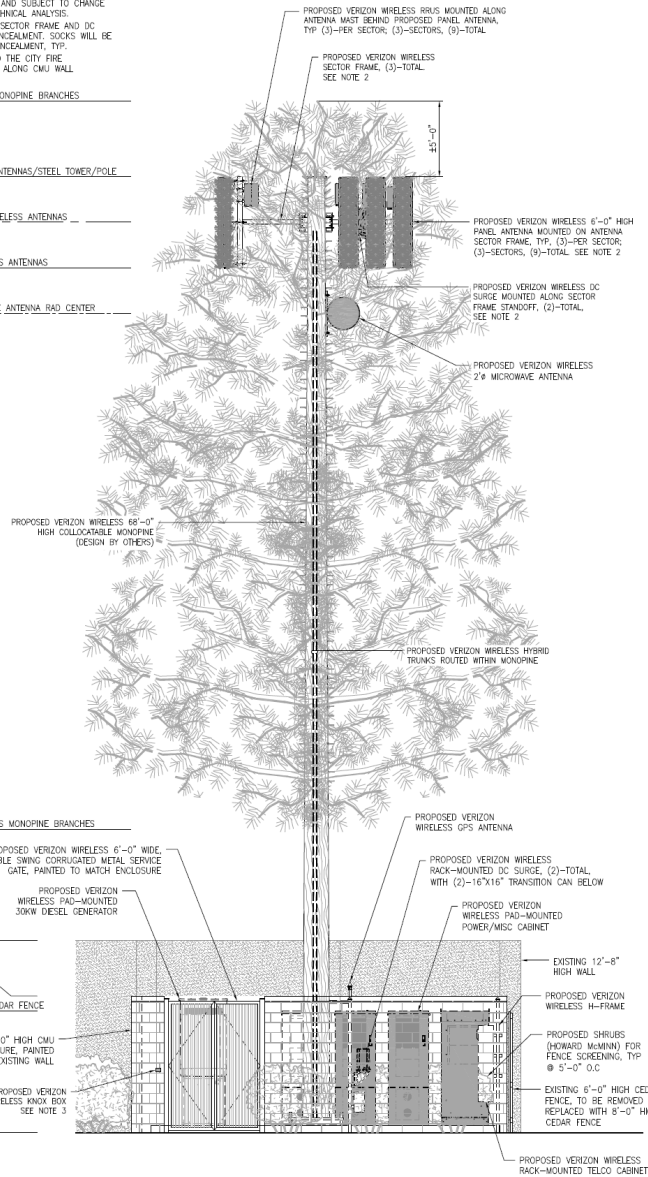 AND SUBJECT TO CHANGE
HNICAL ANALYSIS.
SECTOR FRAME AND DC
NCEALMENT. SOCKS WILL BE
NCEALMENT, TYP.
O THE CITY FIRE
ALONG CMU WALL
PROPOSED VERIZON WIRELESS RRUS MOUNTED ALONG
ANTENNA MAST BEHIND PROPOSED PANEL ANTENNA,
TYP (3)-PER SECTOR; (3)-SECTORS, (9)-TOTAL
PROPOSED VERIZON WIRELESS
SECTOR FRAME, (3)-TOTAL.
SEE NOTE 2
ONOPINE BRANCHES
±5'-0"
NTENNAS/STEEL TOWER/POLE
ELESS ANTENNAS
PROPOSED VERIZON WIRELESS 6'-0" HIGH
PANEL ANTENNA MOUNTED ON ANTENNA
SECTOR FRAME, TYP, (3)-PER SECTOR;
(3)-SECTORS, (9)-TOTAL. SEE NOTE 2
S ANTENNAS
PROPOSED VERIZON WIRELESS DC
SURGE MOUNTED ALONG SECTOR
FRAME STANDOFF, (2)-TOTAL,
SEE NOTE 2
ANTENNA RAD CENTER
PROPOSED VERIZON WIRELESS
2'ø MICROWAVE ANTENNA
PROPOSED VERIZON WIRELESS 68'-0"
HIGH COLLOCATABLE MONOPINE
(DESIGN BY OTHERS)
PROPOSED VERIZON WIRELESS HYBRID
TRUNKS ROUTED WITHIN MONOPINE
S MONOPINE BRANCHES
PROPOSED VERIZON
WIRELESS GPS ANTENNA
OPOSED VERIZON WIRELESS 6'-0" WIDE,
BLE SWING CORRUGATED METAL SERVICE
GATE, PAINTED TO MATCH ENCLOSURE
PROPOSED VERIZON WIRELESS
RACK-MOUNTED DC SURGE, (2)-TOTAL,
WITH (2)-16"X16" TRANSITION CAN BELOW
PROPOSED VERIZON
WIRELESS PAD-MOUNTED
30KW DIESEL GENERATOR
PROPOSED VERIZON
WIRELESS PAD-MOUNTED
POWER/MISC CABINET
EXISTING 12'-8"
HIGH WALL
DAR FENCE
PROPOSED VERIZON
WIRELESS H-FRAME
0" HIGH CMU
URE, PAINTED
EXISTING WALL
PROPOSED SHRUBS
(HOWARD McMINN) FOR
FENCE SCREENING, TYP
@ 5'-0" O.C
ROPOSED VERIZON
ELESS KNOX BOX
SEE NOTE 3
EXISTING 6'-0" HIGH CED
FENCE, TO BE REMOVED
REPLACED WITH 8'-0" HI
CEDAR FENCE
PROPOSED VERIZON WIRELESS
RACK-MOUNTED TELCO CABINET